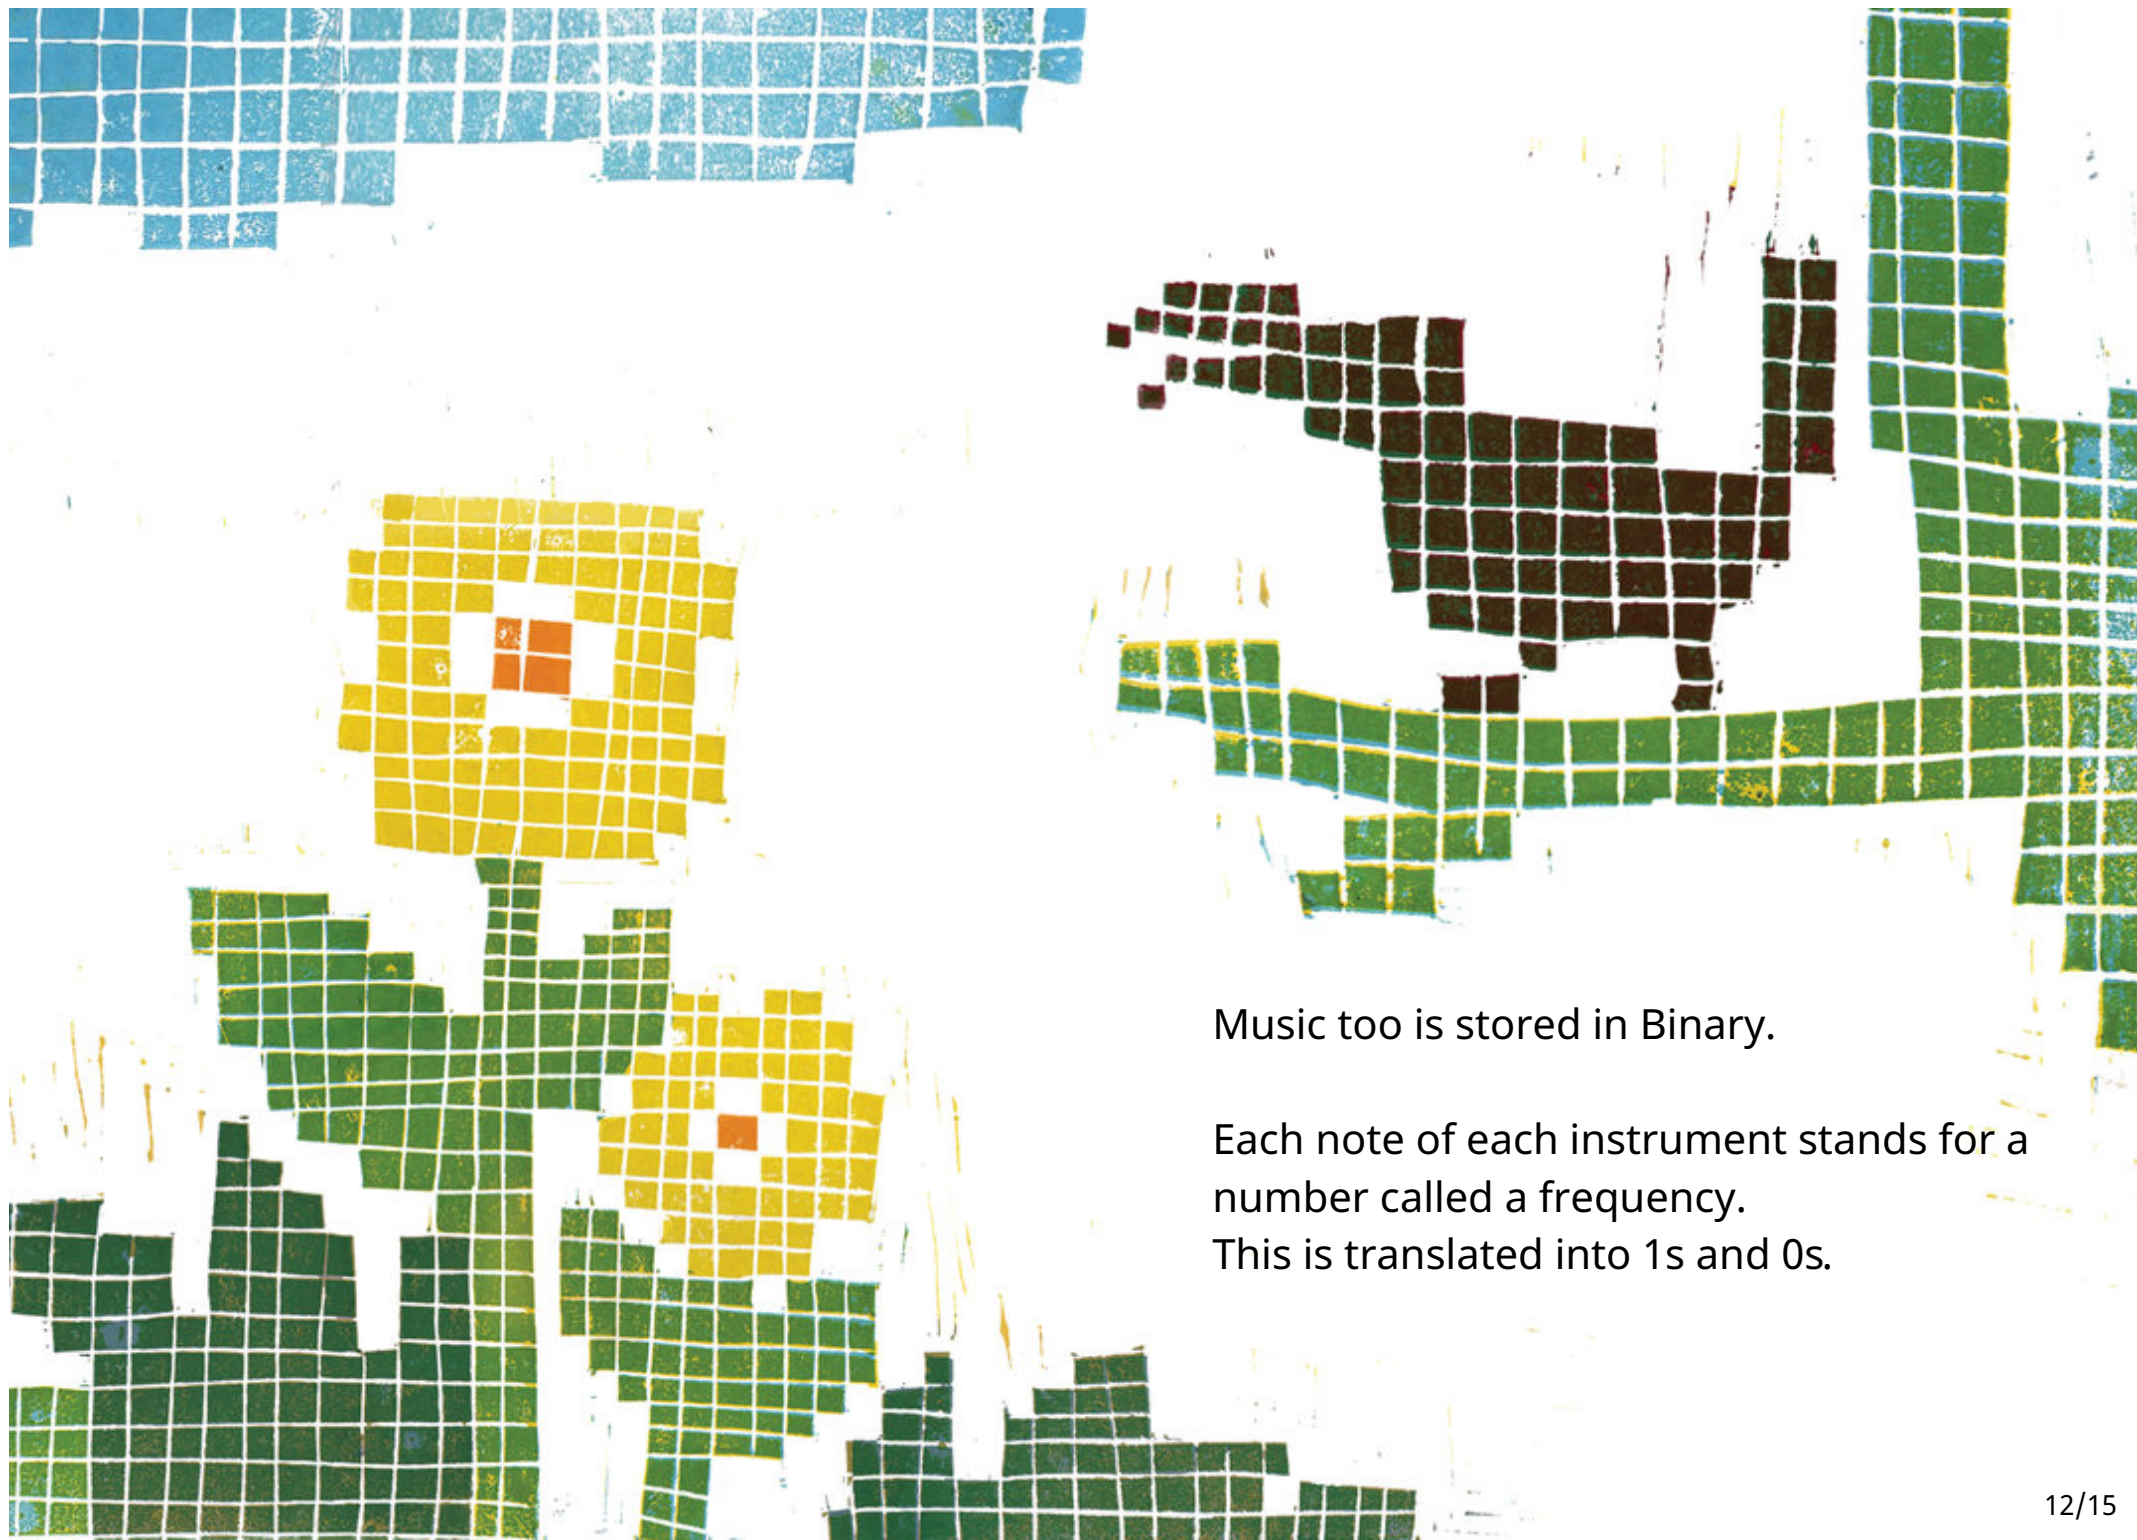 Music too is stored in Binary.
Each note of each instrument stands for a
number called a frequency.
This is translated into 1s and 0s.
12/15